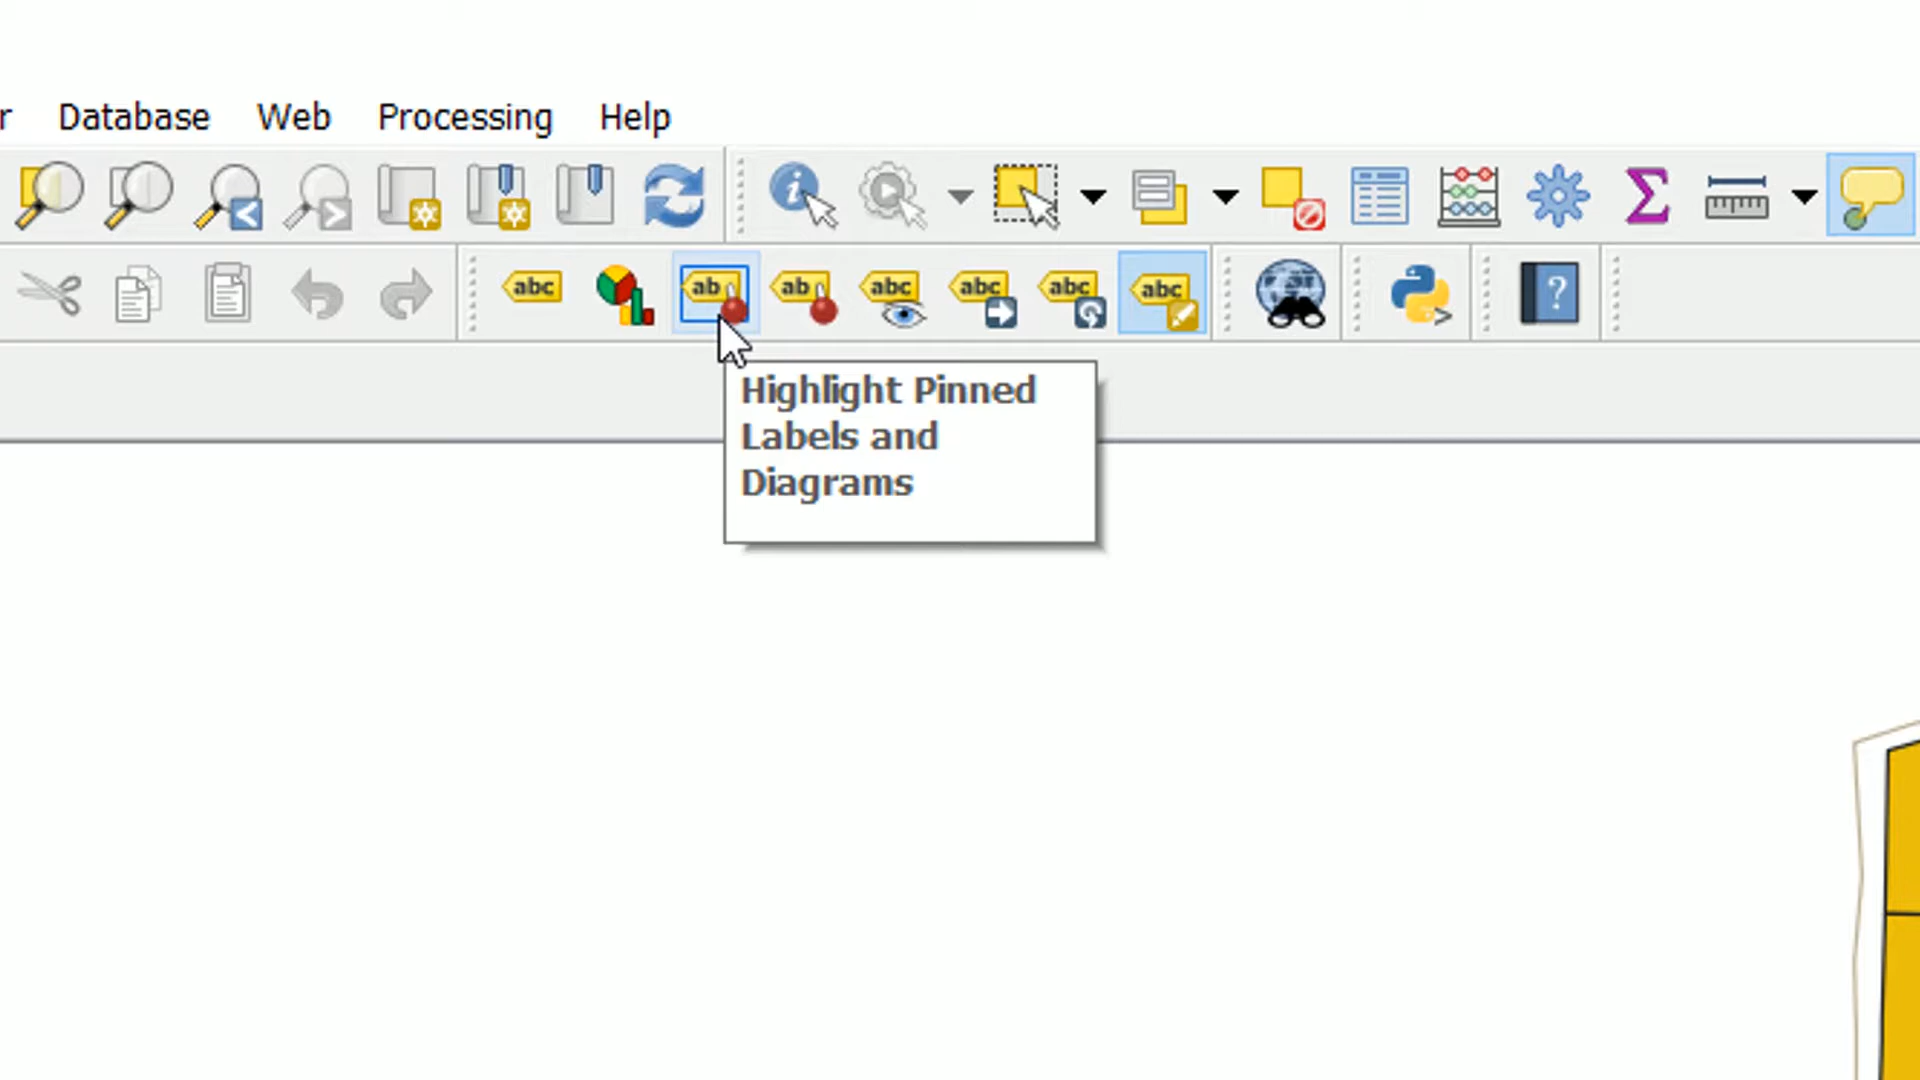 r Database Web Processing Help
abc ab ab abc abc abc abc
Highlight Pinned
Labels and
Diagrams